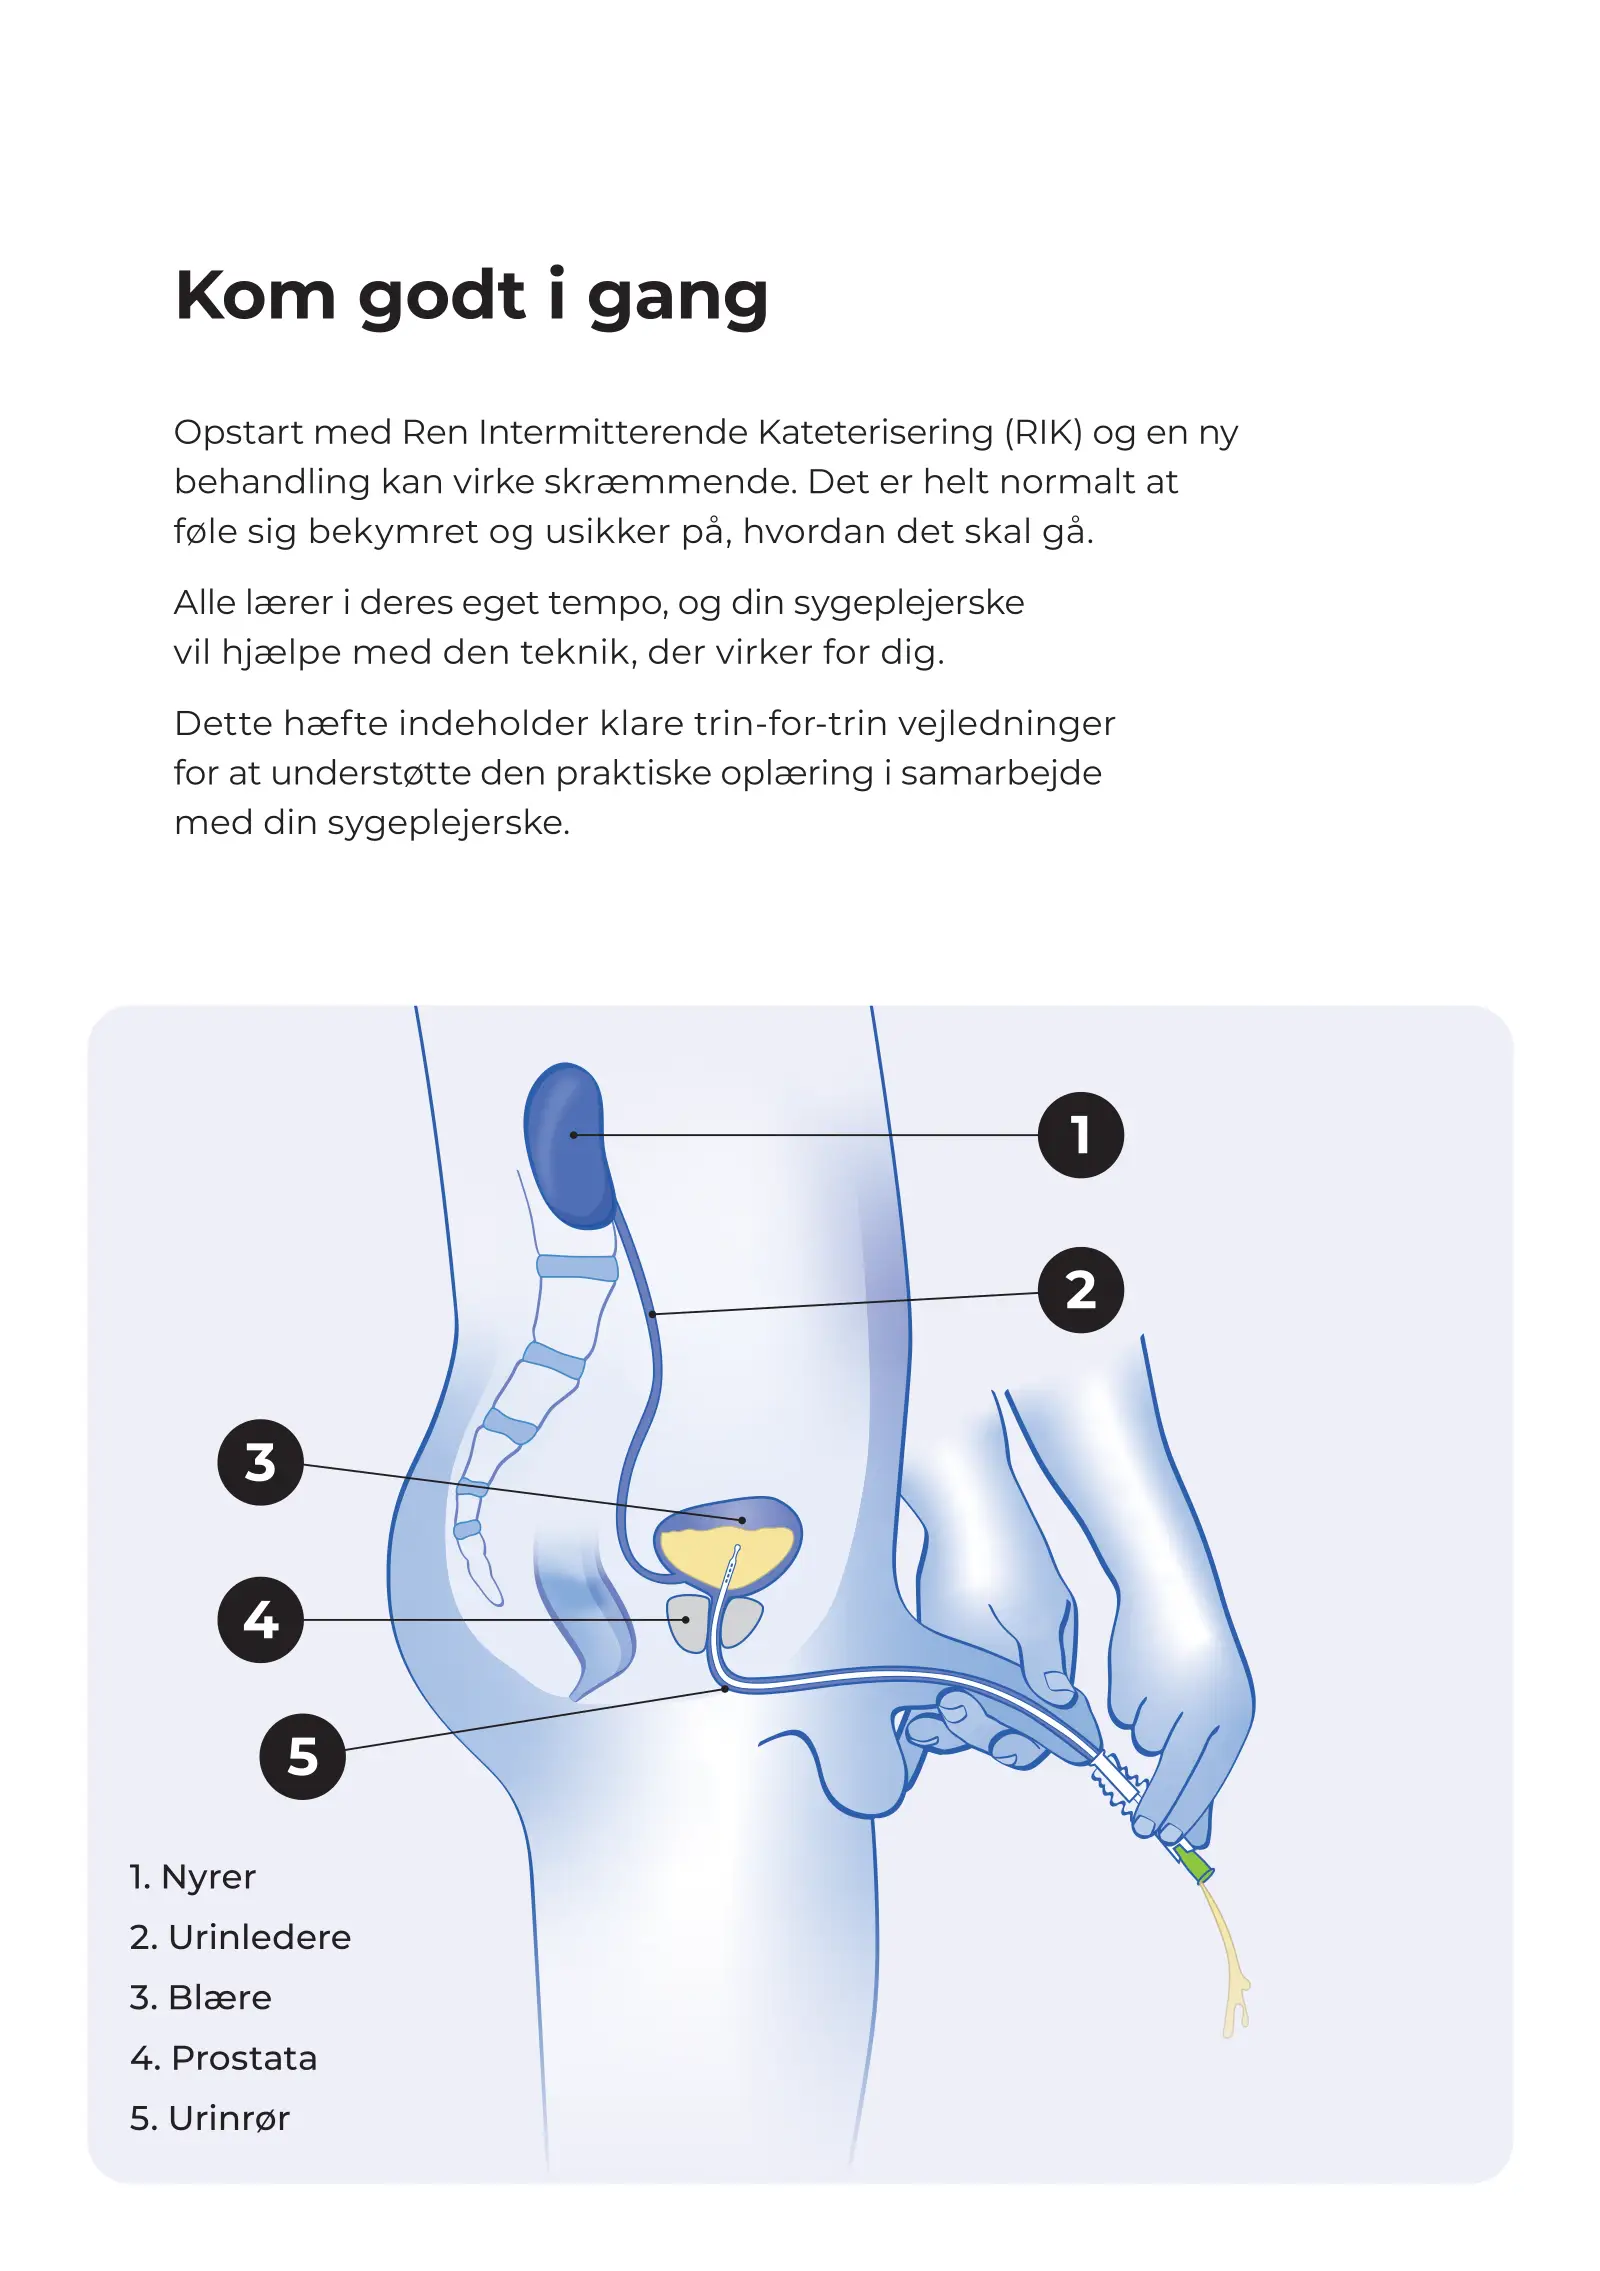 Kom godt i gang
Opstart med Ren Intermitterende Kateterisering (RIK) og en ny
behandling kan virke skræmmende. Det er helt normalt at
føle sig bekymret og usikker på, hvordan det skal gå.
Alle lærer i deres eget tempo, og din sygeplejerske
vil hjælpe med den teknik, der virker for dig.
Dette hæfte indeholder klare trin-for-trin vejledninger
for at understøtte den praktiske oplæring i samarbejde
med din sygeplejerske.
1
2
3
4
5
1. Nyrer
2. Urinledere
3. Blære
4. Prostata
5. Urinrør